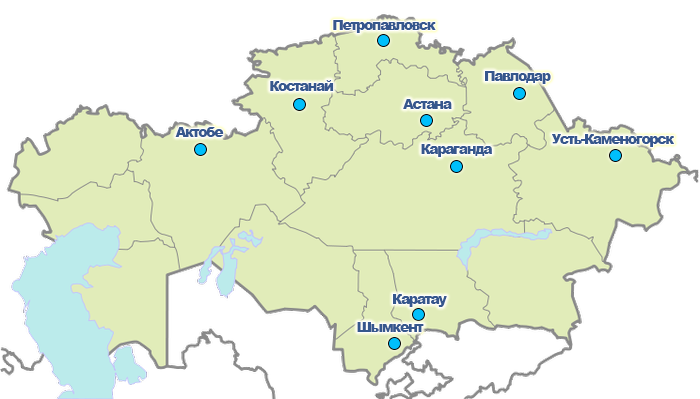 Петропавловск
Павлодар
Костанай
Астана
Актобе
Усть-Каменогорск
Караганда
Каратау
Шымкент